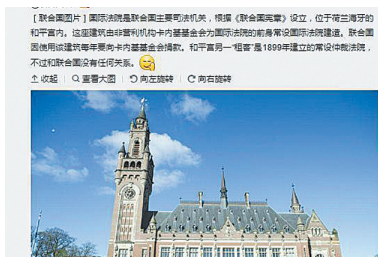 ［联合国图片］国际法院是联合国主要司法机关，根据《联合国宪章》设立，位于荷兰海牙的
和平宫内。这座建筑由非营利机构卡内基基金会为国际法院的前身常设国际法院建造。联合国
因使用该建筑每年要向卡内基基金会捐款。和平宫另一“租客”是1899年建立的常设仲裁法院，
不过和联合国没有任何关系。
收起 查看大图 向左旋转 向右旋转